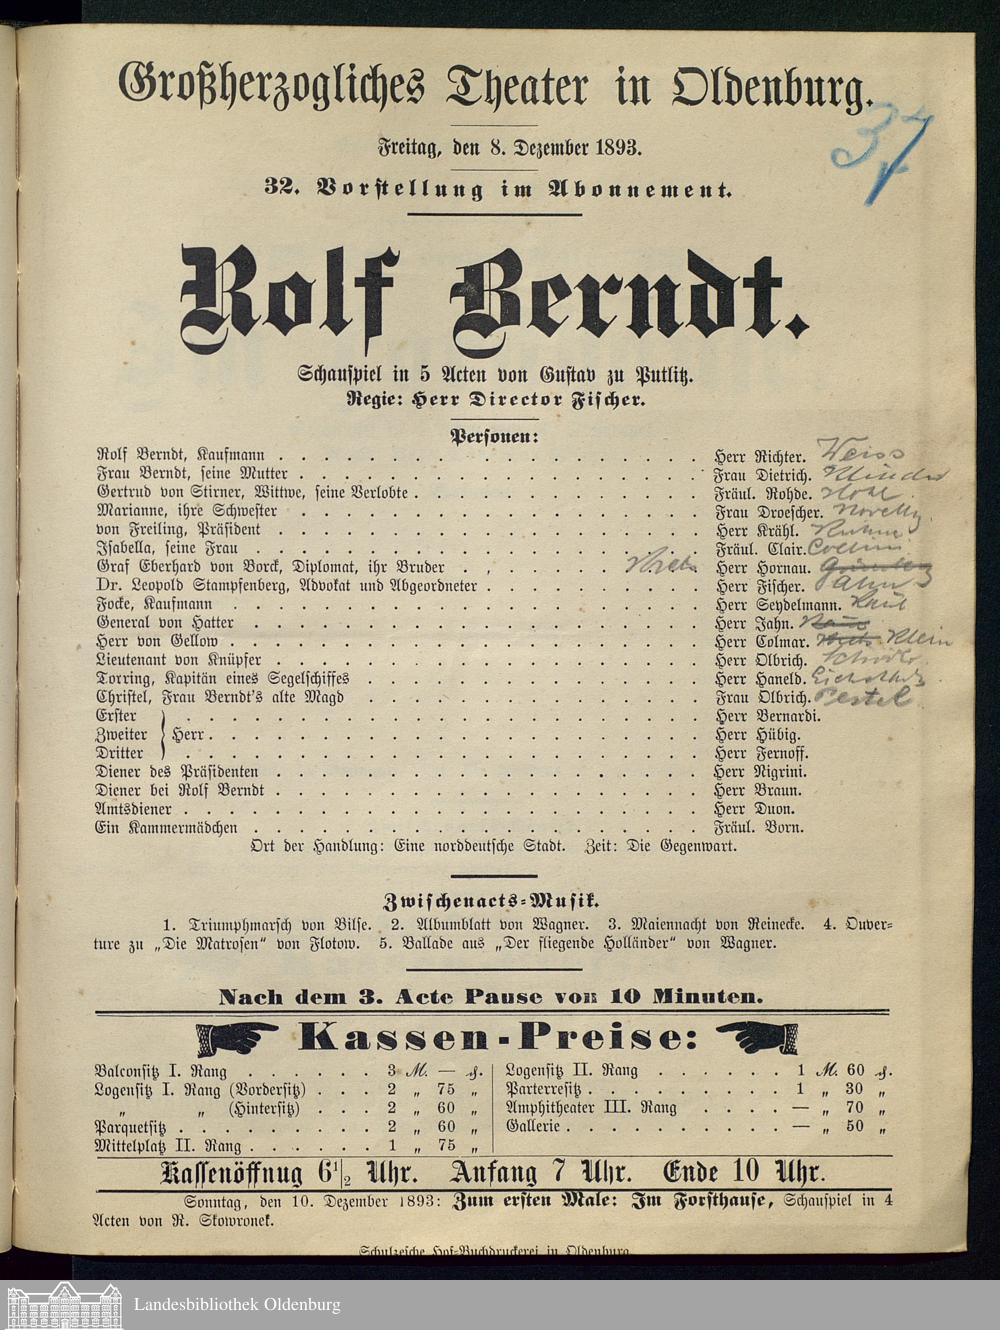 Großherzogliches Theater in Oldenburg.
37
Freitag, den 8. Dezember 1893.
32. Vorstellung im Abonnement.
Rolf Berndt.
Schauspiel in 5 Acten von Gustav zu Putlitz.
Regie: Herr Director Fischer.
Personen:
Rolf Berndt, Kaufmann . . . Herr Richter. Weiss
Frau Berndt, seine Mutter . . . Frau Dietrich.
Gertrud von Stirner, Wittwe, seine Verlobte . . . Fräul. Rohde.
Marianne, ihre Schwester . . . Frau Droescher.
von Freiling, Präsident . . . Herr Krähl.
Isabella, seine Frau . . . Fräul. Clair.
Graf Eberhard von Borck, Diplomat, ihr Bruder . . . Herr Hornau.
Dr. Leopold Stampfenberg, Advokat und Abgeordneter . . . Herr Fischer.
Focke, Kaufmann . . . Herr Seydelmann.
General von Hatter . . . Herr Jahn.
Herr von Gellow . . . Herr Colmar. Klein
Lieutenant von Knüpfer . . . Herr Olbrich.
Torring, Kapitän eines Segelschiffes . . . Herr Haneld.
Christel, Frau Berndt's alte Magd . . . Frau Olbrich.
Erster . . . Herr Bernardi.
Zweiter } Herr . . . Herr Hübig.
Dritter . . . Herr Fernoff.
Diener des Präsidenten . . . Herr Nigrini.
Diener bei Rolf Berndt . . . Herr Braun.
Amtsdiener . . . Herr Duon.
Ein Kammermädchen . . . Fräul. Born.
Ort der Handlung: Eine norddeutsche Stadt. Zeit: Die Gegenwart.
Zwischenacts-Musik.
1. Triumphmarsch von Bilse. 2. Albumblatt von Wagner. 3. Maiennacht von Reinecke. 4. Ouver-
ture zu „Die Matrosen“ von Flotow. 5. Ballade aus „Der fliegende Holländer“ von Wagner.
Nach dem 3. Acte Pause von 10 Minuten.
Kassen-Preise:
Balconsitz I. Rang . . . 3 M. — ₰.
Logensitz I. Rang (Vordersitz) . . . 2 „ 75 „
„ „ (Hintersitz) . . . 2 „ 60 „
Parquetsitz . . . 2 „ 60 „
Mittelplatz II. Rang . . . 1 „ 75 „
Logensitz II. Rang . . . 1 M. 60 ₰.
Parterresitz . . . 1 „ 30 „
Amphitheater III. Rang . . . — „ 70 „
Gallerie . . . — „ 50 „
Kassenöffnug 6 1/2 Uhr. Anfang 7 Uhr. Ende 10 Uhr.
Sonntag, den 10. Dezember 1893: Zum ersten Male: Im Forsthause, Schauspiel in 4
Acten von R. Skowronek.
Schulzesche Hof-Buchdruckerei in Oldenburg
Landesbibliothek Oldenburg